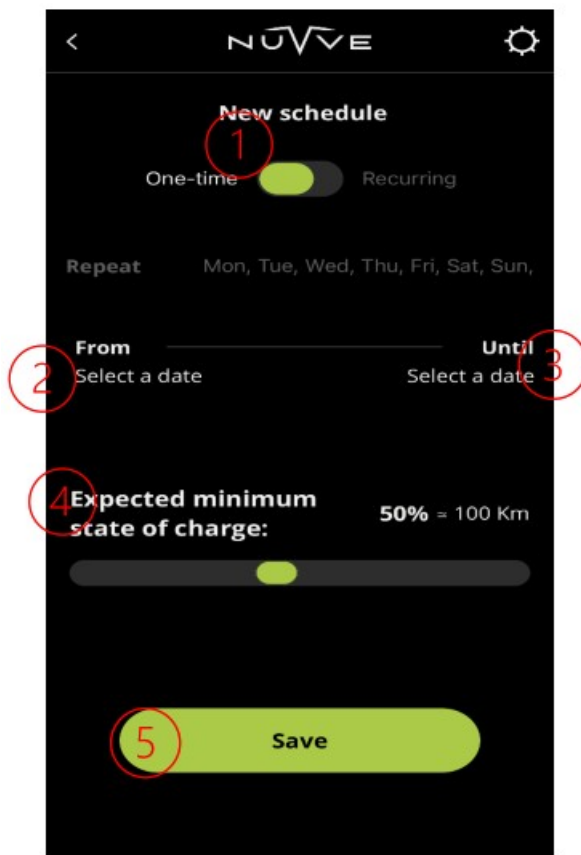 <
NUVVE
New schedule
1
One-time
Recurring
Repeat
Mon, Tue, Wed, Thu, Fri, Sat, Sun,
From
Until
2
Select a date
Select a date
3
4
Expected minimum
state of charge:
50% ≃ 100 Km
5
Save